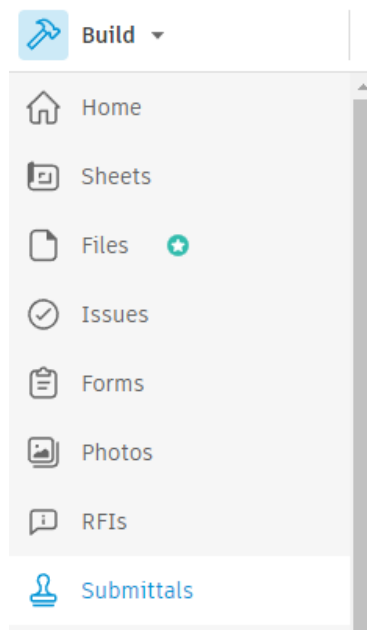 Build
Home
Sheets
Files
Issues
Forms
Photos
RFIs
Submittals